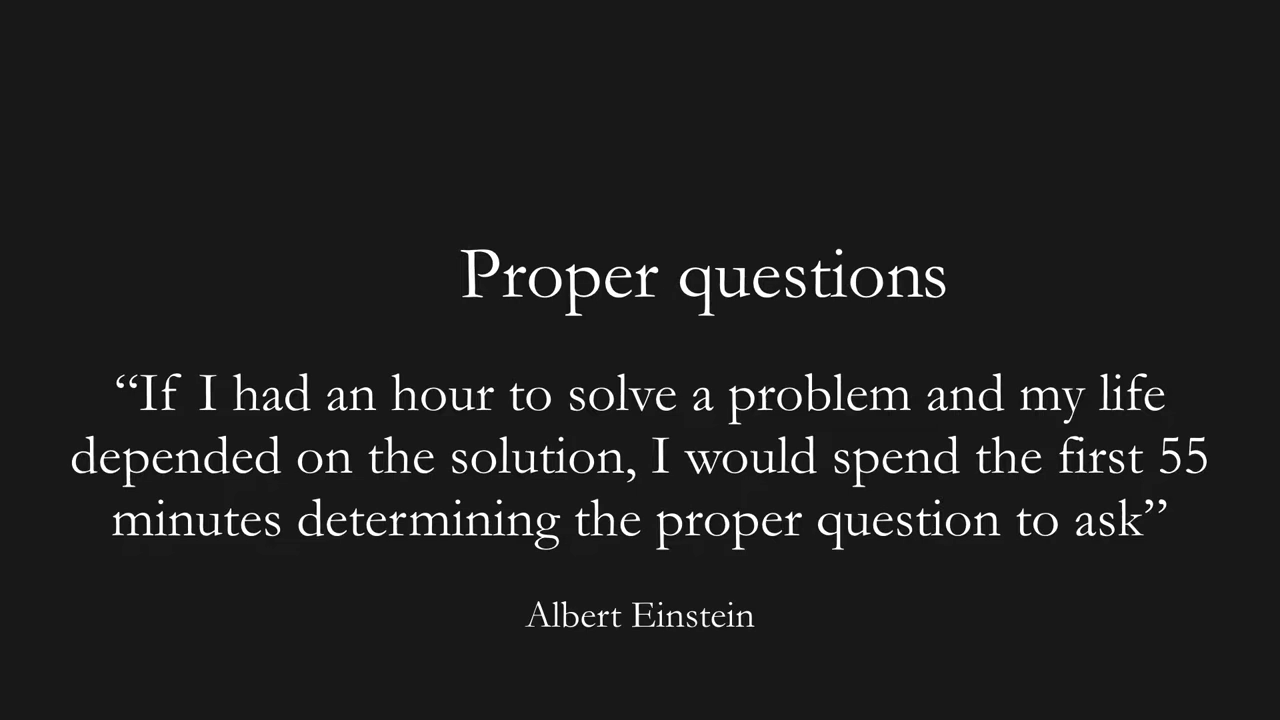 Proper questions
“If I had an hour to solve a problem and my life
depended on the solution, I would spend the first 55
minutes determining the proper question to ask”
Albert Einstein